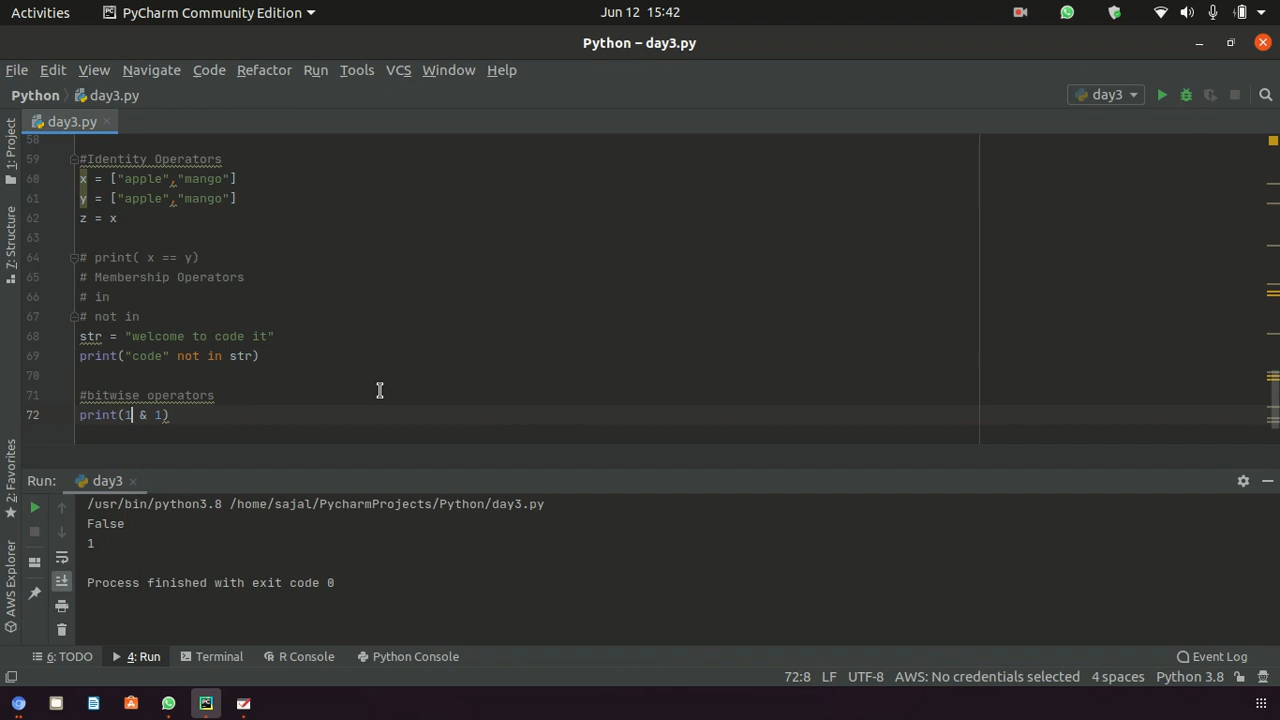 Activities PyCharm Community Edition Jun 12 15:42
Python – day3.py
File Edit View Navigate Code Refactor Run Tools VCS Window Help
Python day3.py day3
1: Project
7: Structure
2: Favorites
AWS Explorer
day3.py
58
59 #Identity Operators
60 x = ["apple","mango"]
61 y = ["apple","mango"]
62 z = x
63
64 # print( x == y)
65 # Membership Operators
66 # in
67 # not in
68 str = "welcome to code it"
69 print("code" not in str)
70
71 #bitwise operators
72 print(1 & 1)
Run: day3
/usr/bin/python3.8 /home/sajal/PycharmProjects/Python/day3.py
False
1
Process finished with exit code 0
6: TODO 4: Run Terminal R Console Python Console Event Log
72:8 LF UTF-8 AWS: No credentials selected 4 spaces Python 3.8